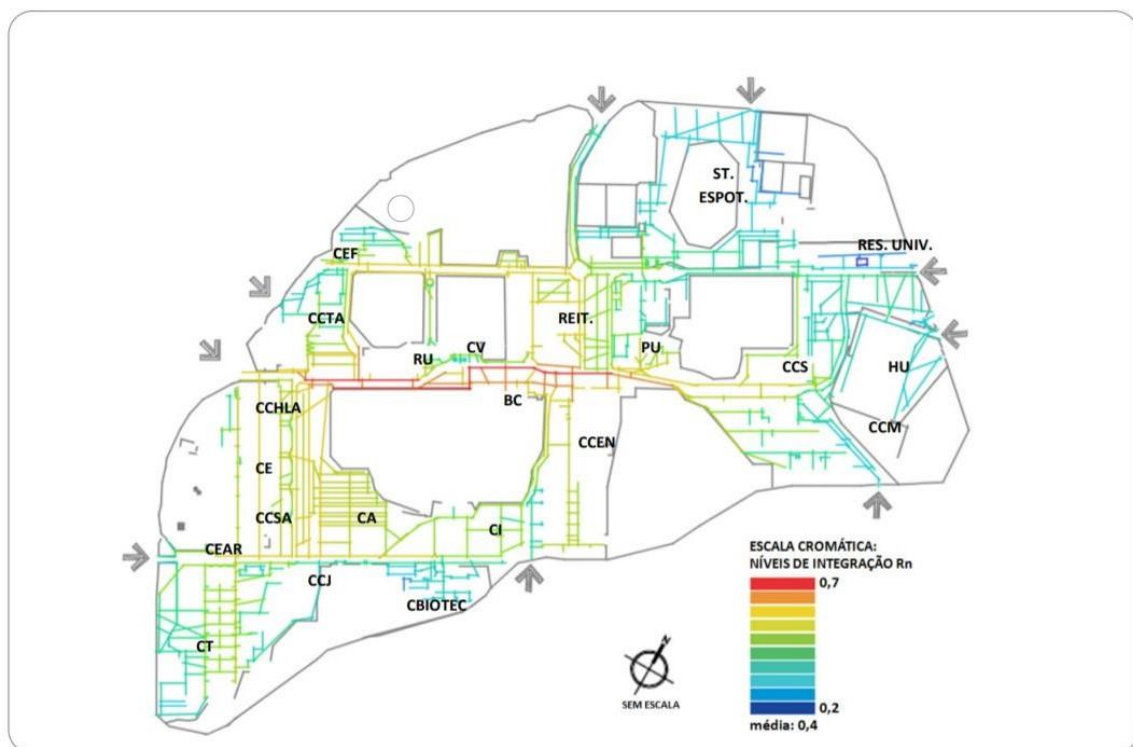 ST.
ESPOT.
RES. UNIV.
CEF
CCTA
REIT.
RU
CV
PU
CCS
HU
BC
CCHLA
CCM
CCEN
CE
CCSA
CA
CI
CEAR
CCJ
CBIOTEC
CT
N
SEM ESCALA
ESCALA CROMÁTICA:
NÍVEIS DE INTEGRAÇÃO Rn
0,7
0,2
média: 0,4